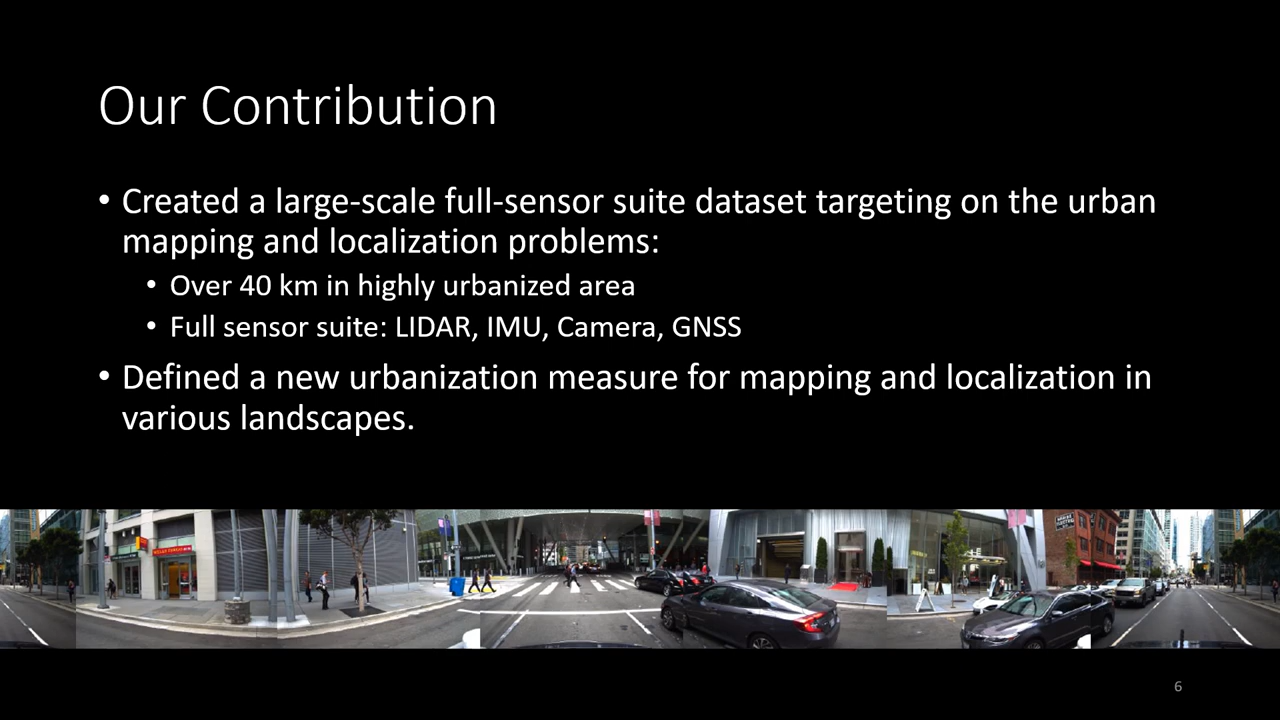 Our Contribution
• Created a large-scale full-sensor suite dataset targeting on the urban
mapping and localization problems:
• Over 40 km in highly urbanized area
• Full sensor suite: LIDAR, IMU, Camera, GNSS
• Defined a new urbanization measure for mapping and localization in
various landscapes.
6